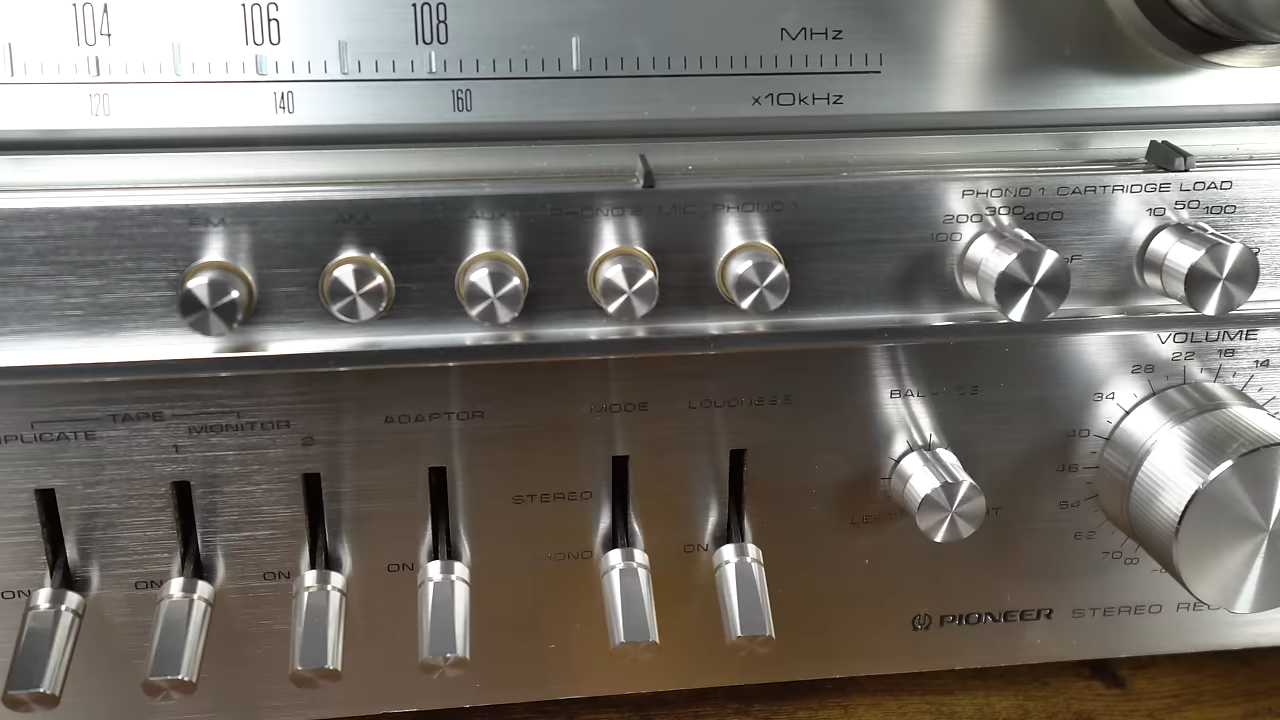 104 106 108 MHz
120 140 160 x10kHz
PHONO 1 CARTRIDGE LOAD
FM AM AUX PHONO 2 MIC PHONO 1
100 200 300 400
10 50 100
VOLUME
TAPE ADAPTOR MODE LOUDNESS BALANCE
MONITOR
1 2
34 28 22 18 14
40
46
54
62
70
∞
STEREO
MONO
ON ON ON ON ON
PIONEER STEREO